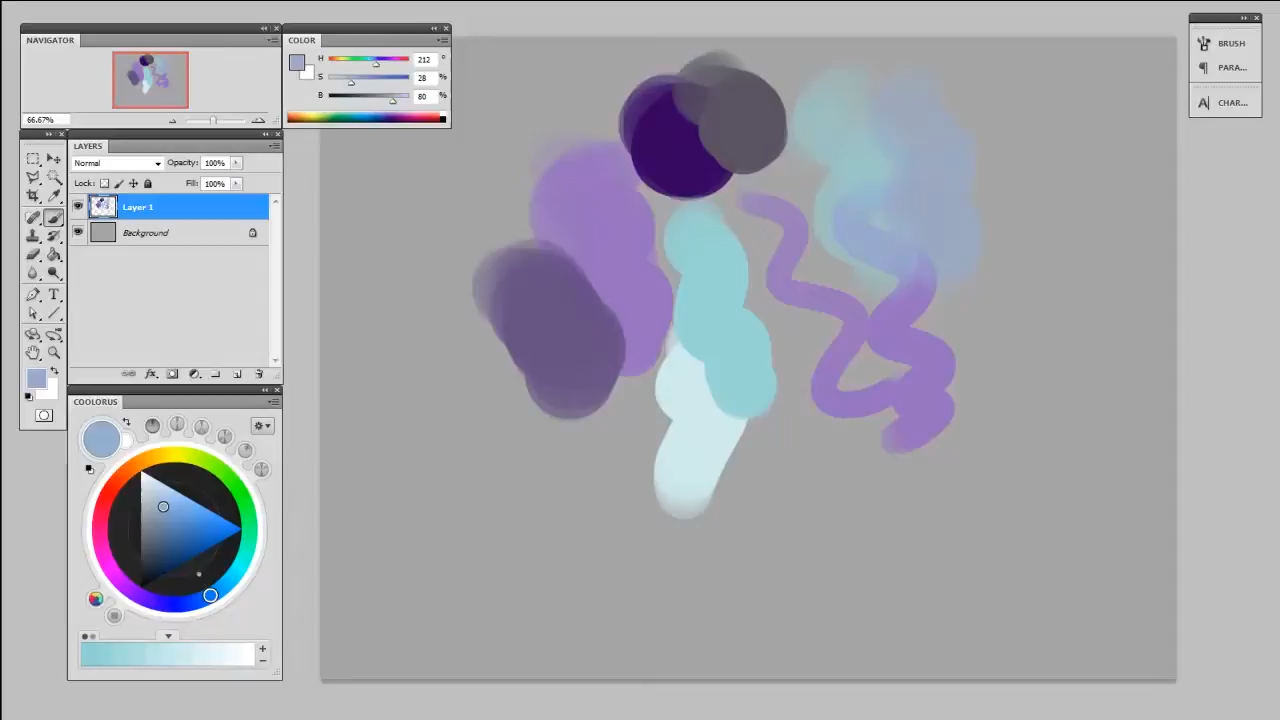 NAVIGATOR
66.67%
COLOR
H 212 °
S 28 %
B 80 %
BRUSH
PARA...
CHAR...
LAYERS
Normal Opacity: 100%
Lock: Fill: 100%
Layer 1
Background
COOLORUS